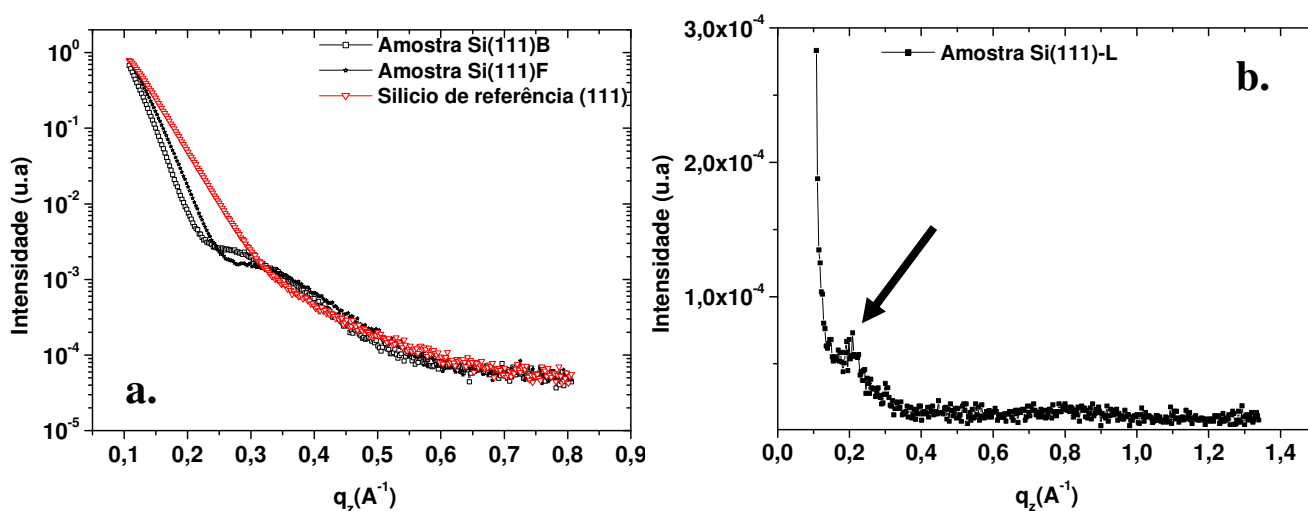 Amostra Si(111)B
Amostra Si(111)F
Silicio de referência (111)
10^0
10^-1
10^-2
10^-3
10^-4
10^-5
Intensidade (u.a)
a.
0,1 0,2 0,3 0,4 0,5 0,6 0,7 0,8 0,9
q_z(A^-1)
3,0x10^-4
Amostra Si(111)-L
b.
2,0x10^-4
1,0x10^-4
Intensidade (u.a)
0,0 0,2 0,4 0,6 0,8 1,0 1,2 1,4
q_z(A^-1)